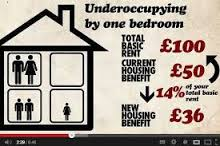 Underoccupying
by one bedroom
TOTAL
BASIC
RENT
£100
CURRENT
HOUSING
BENEFIT
£50
14% of your
total basic
rent
NEW
HOUSING
BENEFIT
£36